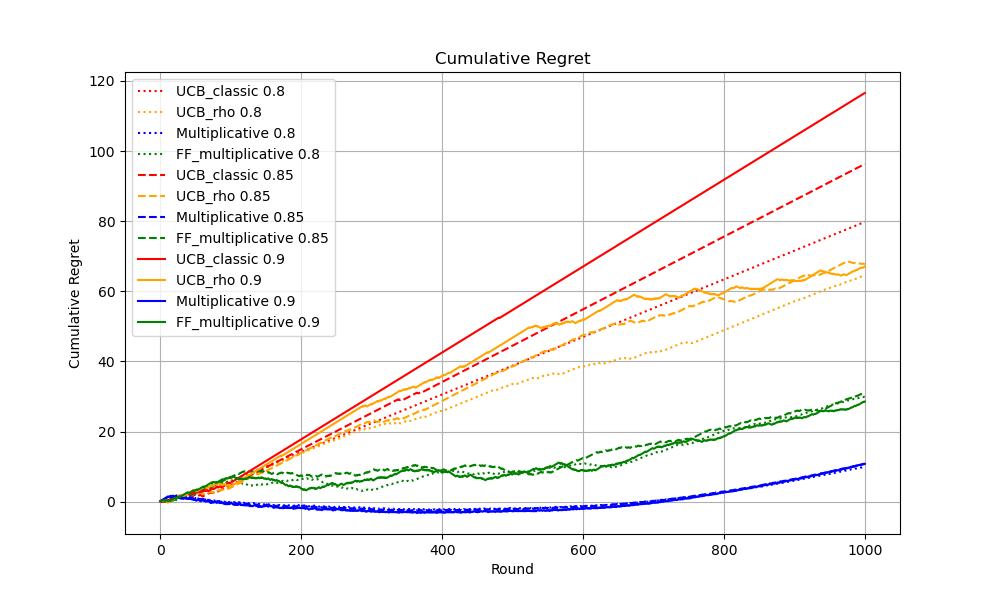 Cumulative Regret
120
100
80
60
40
20
0
Cumulative Regret
UCB_classic 0.8
UCB_rho 0.8
Multiplicative 0.8
FF_multiplicative 0.8
UCB_classic 0.85
UCB_rho 0.85
Multiplicative 0.85
FF_multiplicative 0.85
UCB_classic 0.9
UCB_rho 0.9
Multiplicative 0.9
FF_multiplicative 0.9
0 200 400 600 800 1000
Round